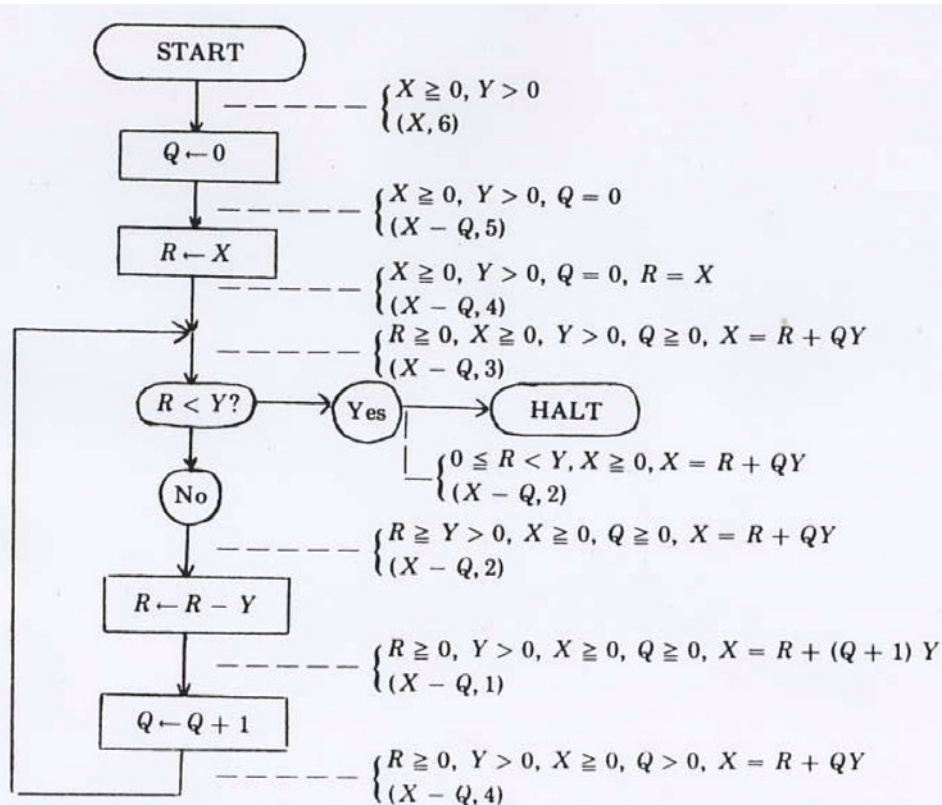 START
X ≧ 0, Y > 0
(X, 6)
Q ← 0
X ≧ 0, Y > 0, Q = 0
(X − Q, 5)
R ← X
X ≧ 0, Y > 0, Q = 0, R = X
(X − Q, 4)
R ≧ 0, X ≧ 0, Y > 0, Q ≧ 0, X = R + QY
(X − Q, 3)
R < Y?
Yes
HALT
0 ≦ R < Y, X ≧ 0, X = R + QY
(X − Q, 2)
No
R ≧ Y > 0, X ≧ 0, Q ≧ 0, X = R + QY
(X − Q, 2)
R ← R − Y
R ≧ 0, Y > 0, X ≧ 0, Q ≧ 0, X = R + (Q + 1) Y
(X − Q, 1)
Q ← Q + 1
R ≧ 0, Y > 0, X ≧ 0, Q > 0, X = R + QY
(X − Q, 4)